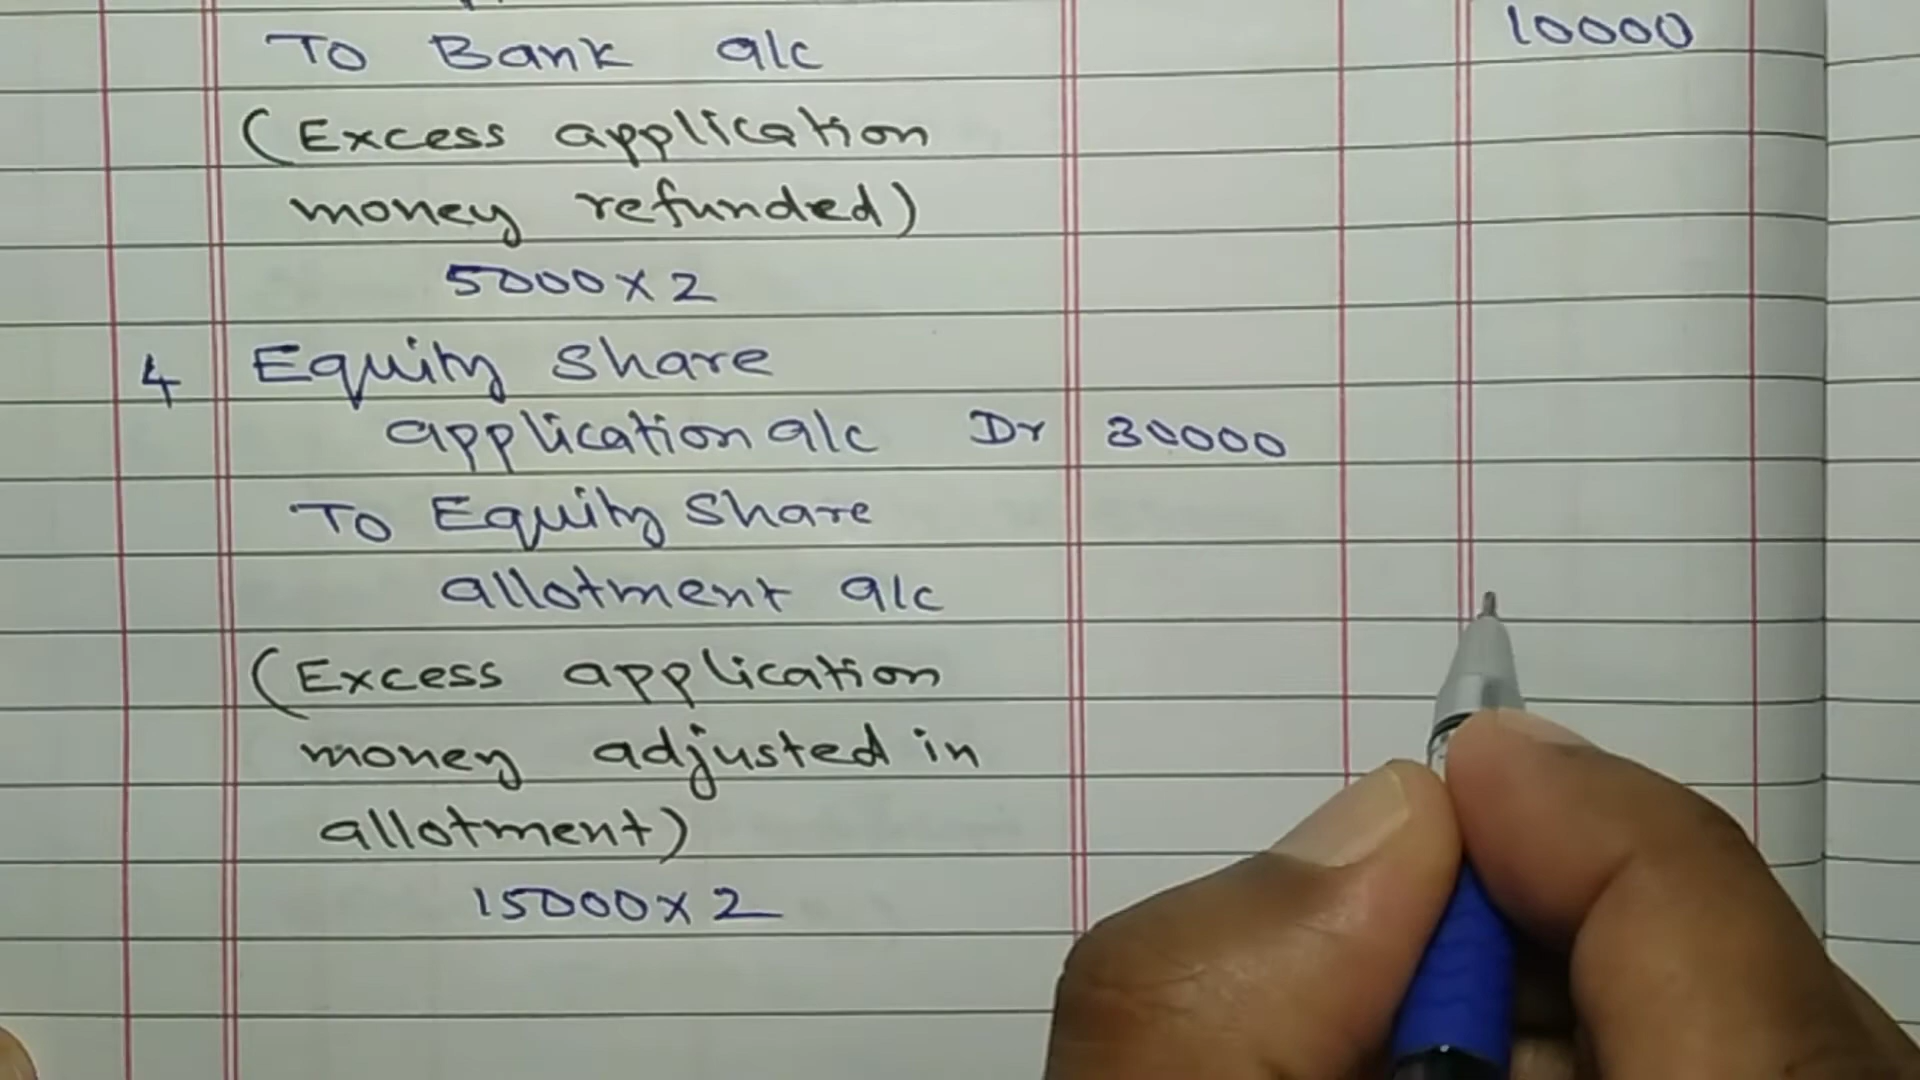 To Bank a/c 10000
(Excess application
money refunded)
5000 x 2
4 Equity share
application a/c Dr 30000
To Equity share
allotment a/c
(Excess application
money adjusted in
allotment)
15000 x 2